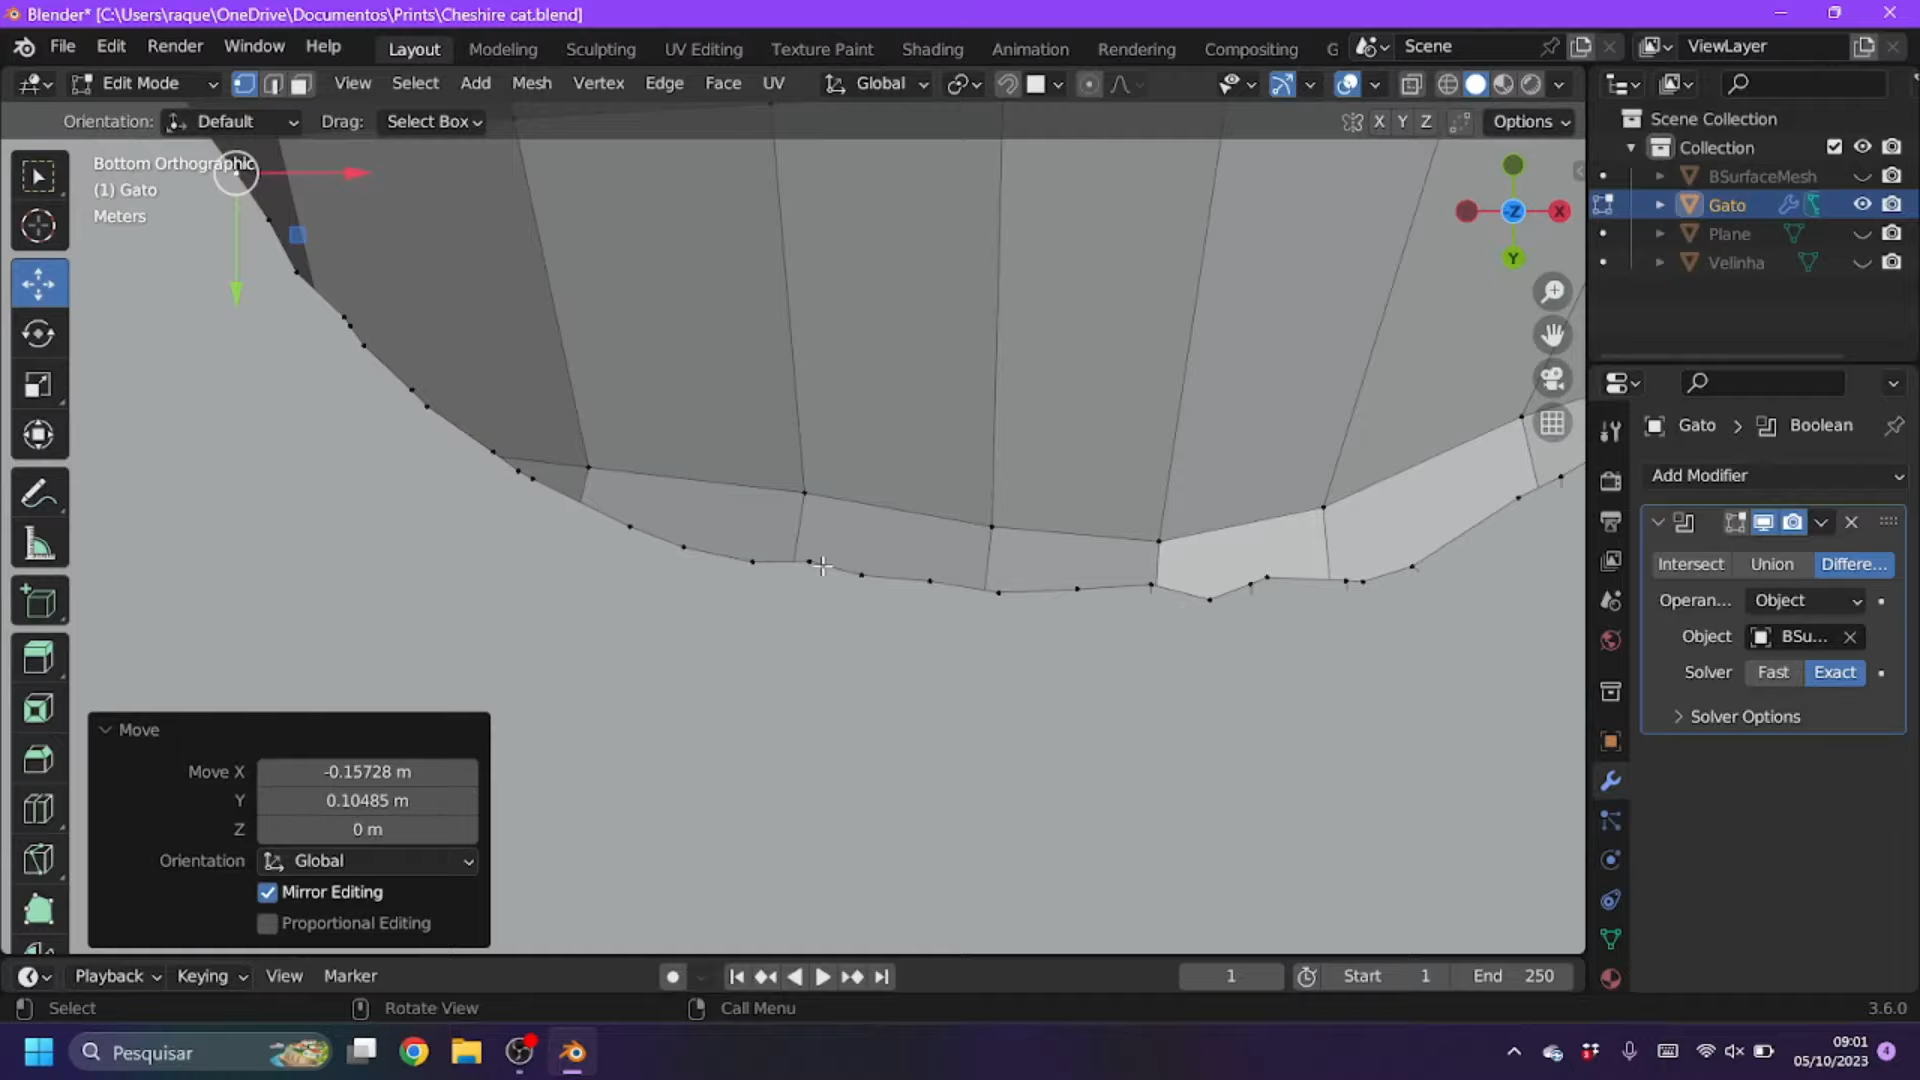 Blender* [C:\Users\raque\OneDrive\Documentos\Prints\Cheshire cat.blend]
File Edit Render Window Help Layout Modeling Sculpting UV Editing Texture Paint Shading Animation Rendering Compositing G Scene ViewLayer
Edit Mode View Select Add Mesh Vertex Edge Face UV Global
Orientation: Default Drag: Select Box X Y Z Options
Scene Collection
Collection
BSurfaceMesh
Gato
Plane
Velinha
Bottom Orthographic
(1) Gato
Meters
-Z X
Y
Gato > Boolean
Add Modifier
Intersect Union Differe...
Operan... Object
Object BSu...
Solver Fast Exact
Solver Options
Move
Move X -0.15728 m
Y 0.10485 m
Z 0 m
Orientation Global
Mirror Editing
Proportional Editing
Playback Keying View Marker 1 Start 1 End 250
Select Rotate View Call Menu 3.6.0
Pesquisar
09:01
05/10/2023
4